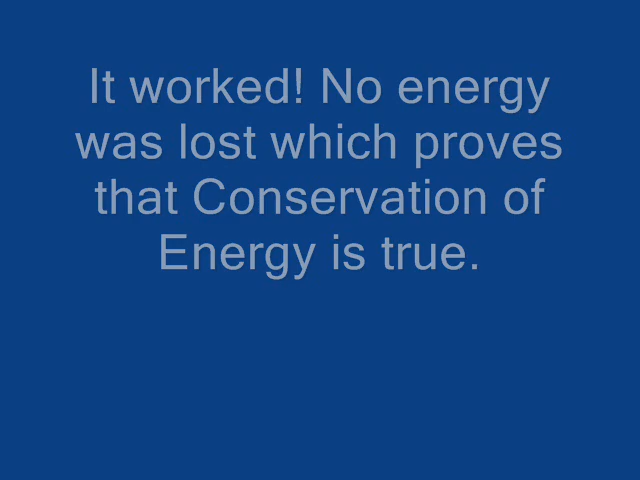 It worked! No energy
was lost which proves
that Conservation of
Energy is true.